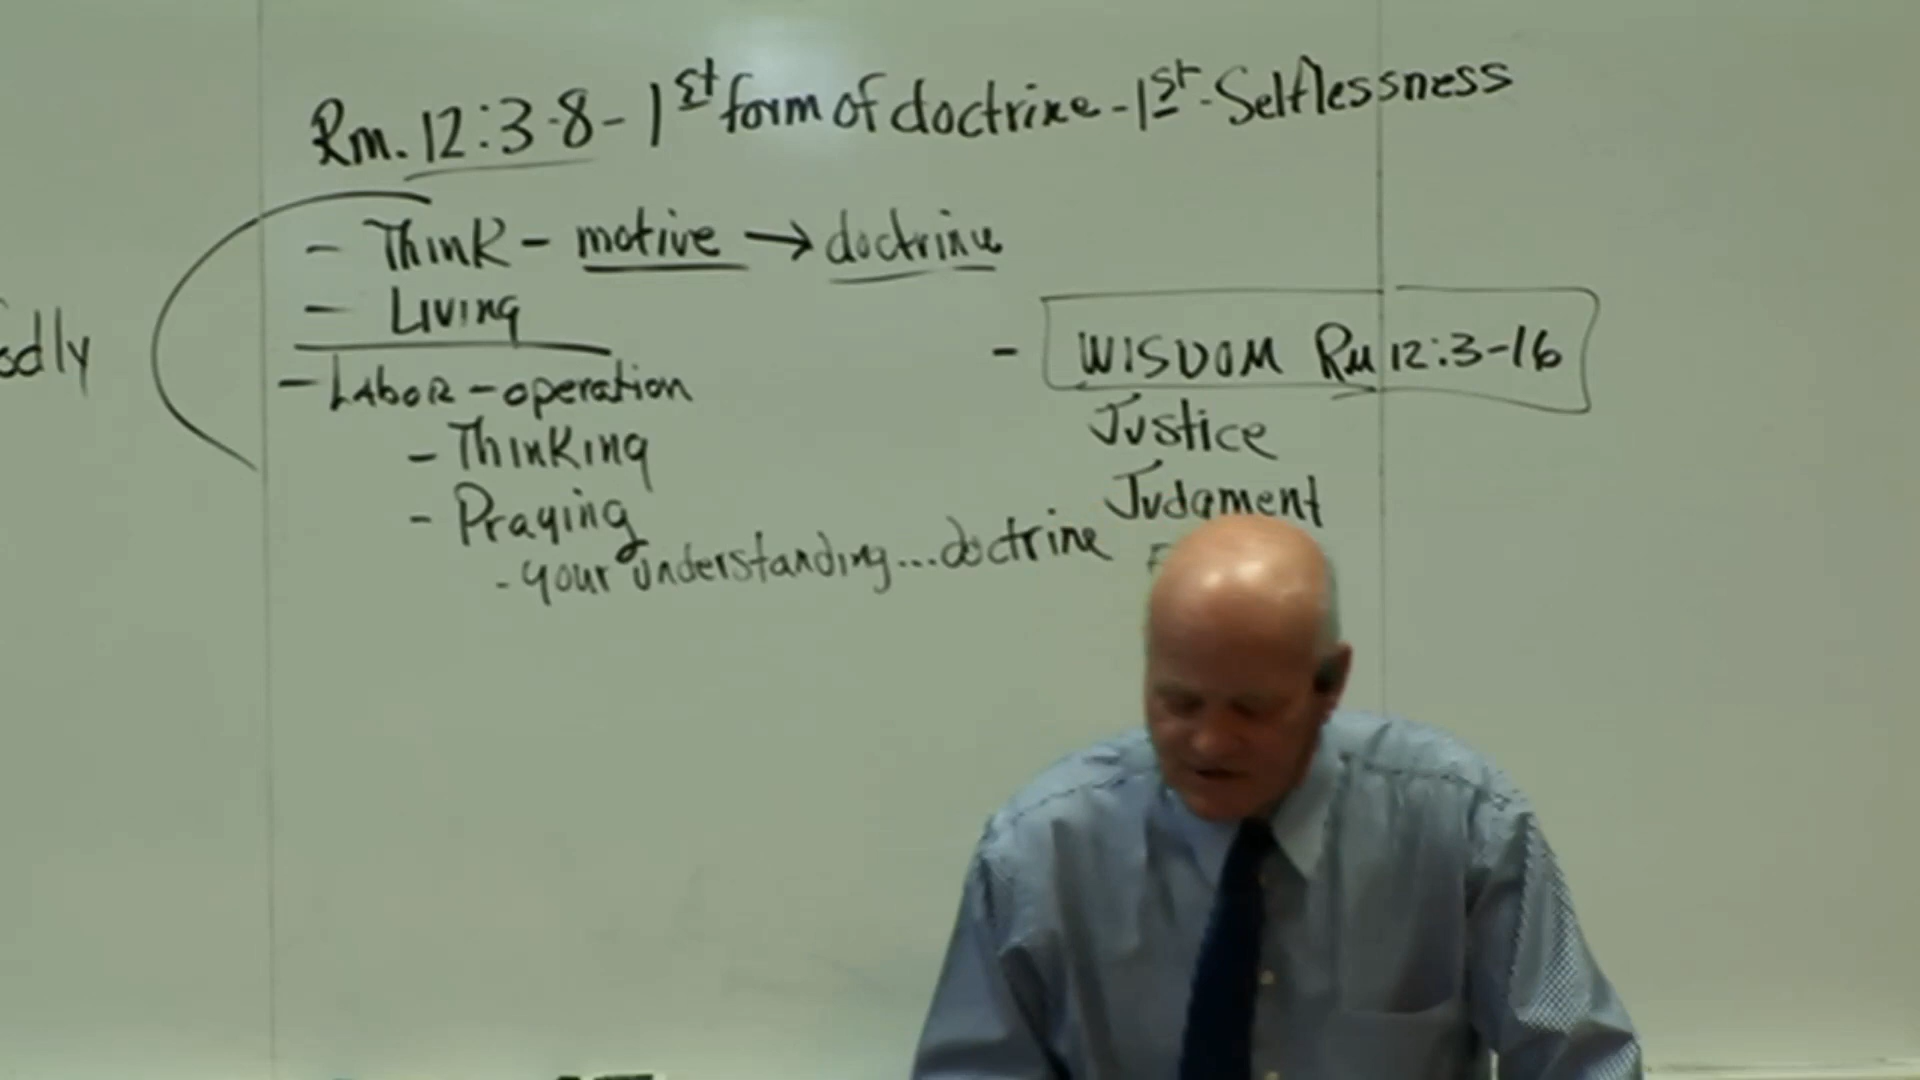 Rm. 12:3-8 - 1st form of doctrine - 1st - Selflessness
- Think - motive → doctrine
- Living
- Labor - operation
- Thinking
- Praying
- your understanding... doctrine
- WISDOM Rm 12:3-16
Justice
Judgment